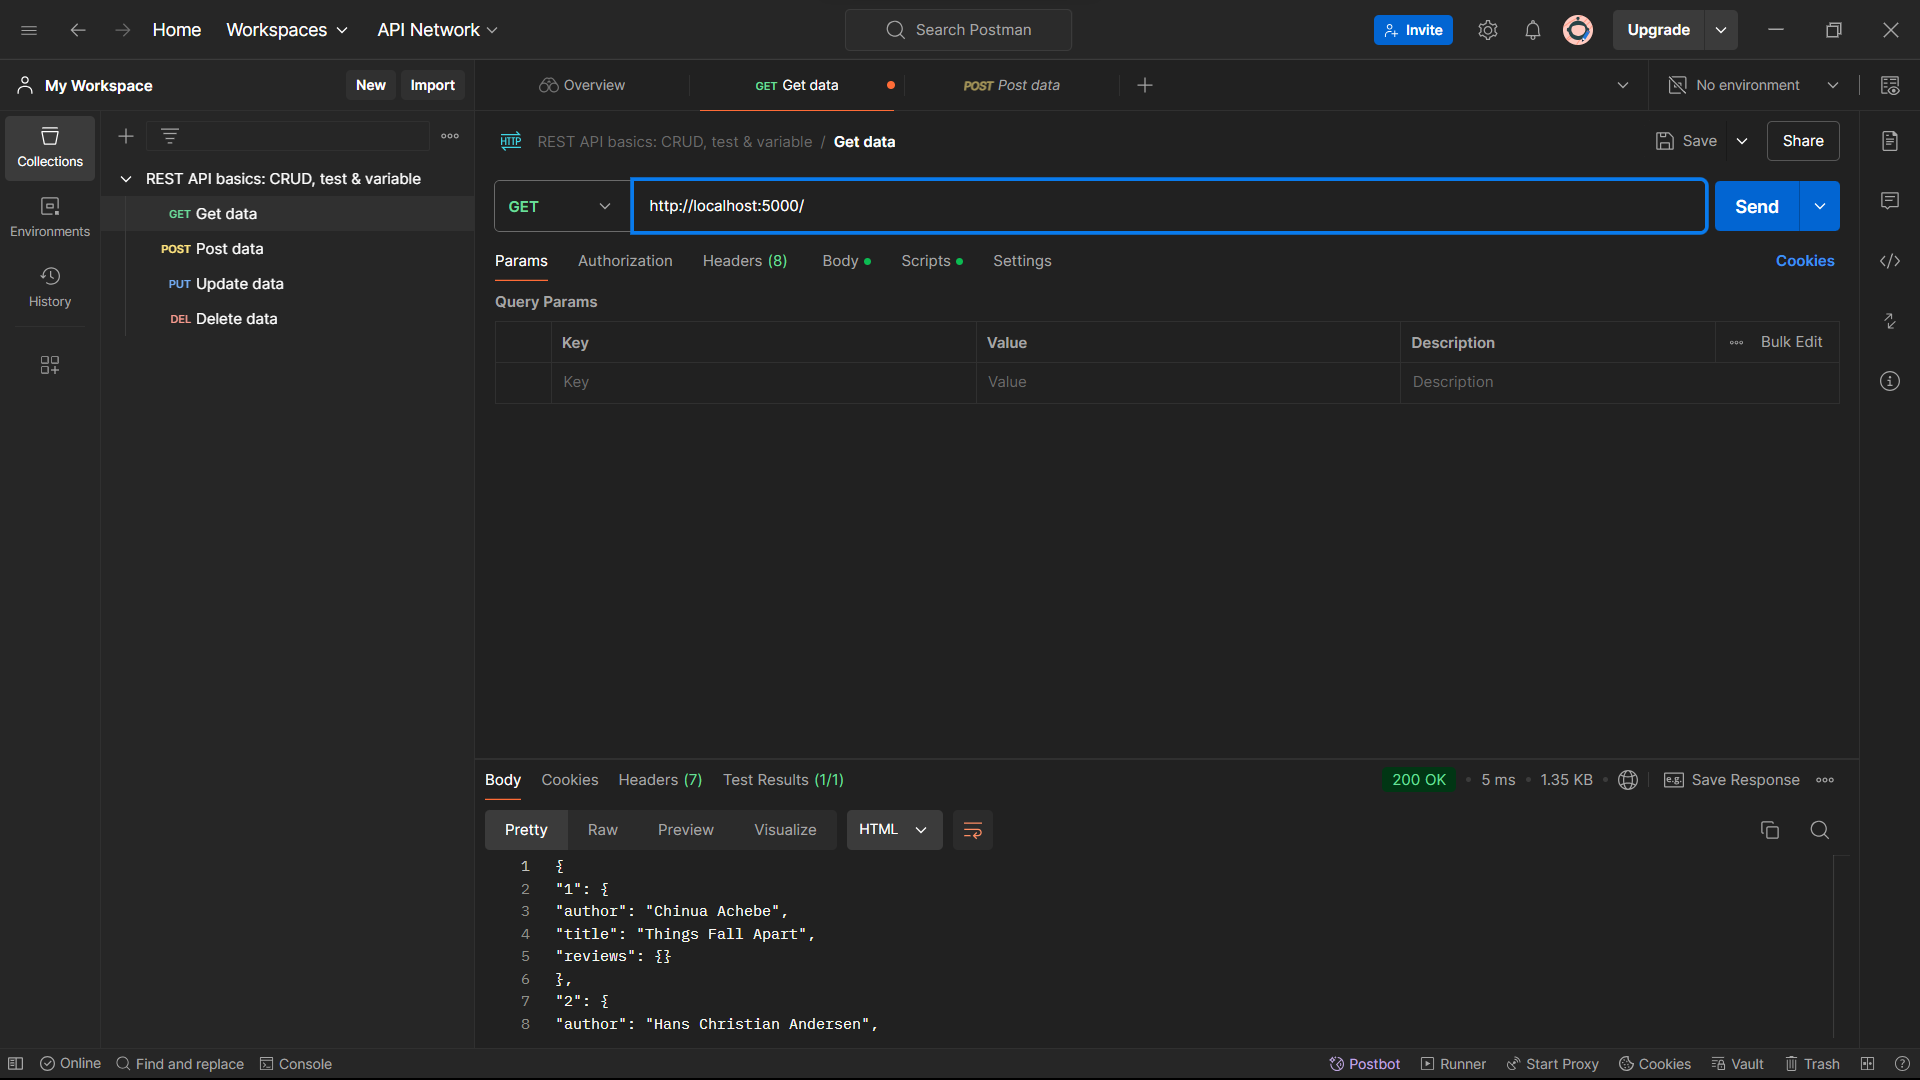 Home Workspaces API Network Search Postman Invite Upgrade
My Workspace New Import Overview GET Get data POST Post data No environment
Collections
Environments
History
REST API basics: CRUD, test & variable
GET Get data
POST Post data
PUT Update data
DEL Delete data
HTTP REST API basics: CRUD, test & variable / Get data Save Share
GET http://localhost:5000/ Send
Params Authorization Headers (8) Body Scripts Settings Cookies
Query Params
Key Value Description Bulk Edit
Key Value Description
Body Cookies Headers (7) Test Results (1/1) 200 OK 5 ms 1.35 KB e.g. Save Response
Pretty Raw Preview Visualize HTML
1 {
2 "1": {
3 "author": "Chinua Achebe",
4 "title": "Things Fall Apart",
5 "reviews": {}
6 },
7 "2": {
8 "author": "Hans Christian Andersen",
Online Find and replace Console Postbot Runner Start Proxy Cookies Vault Trash